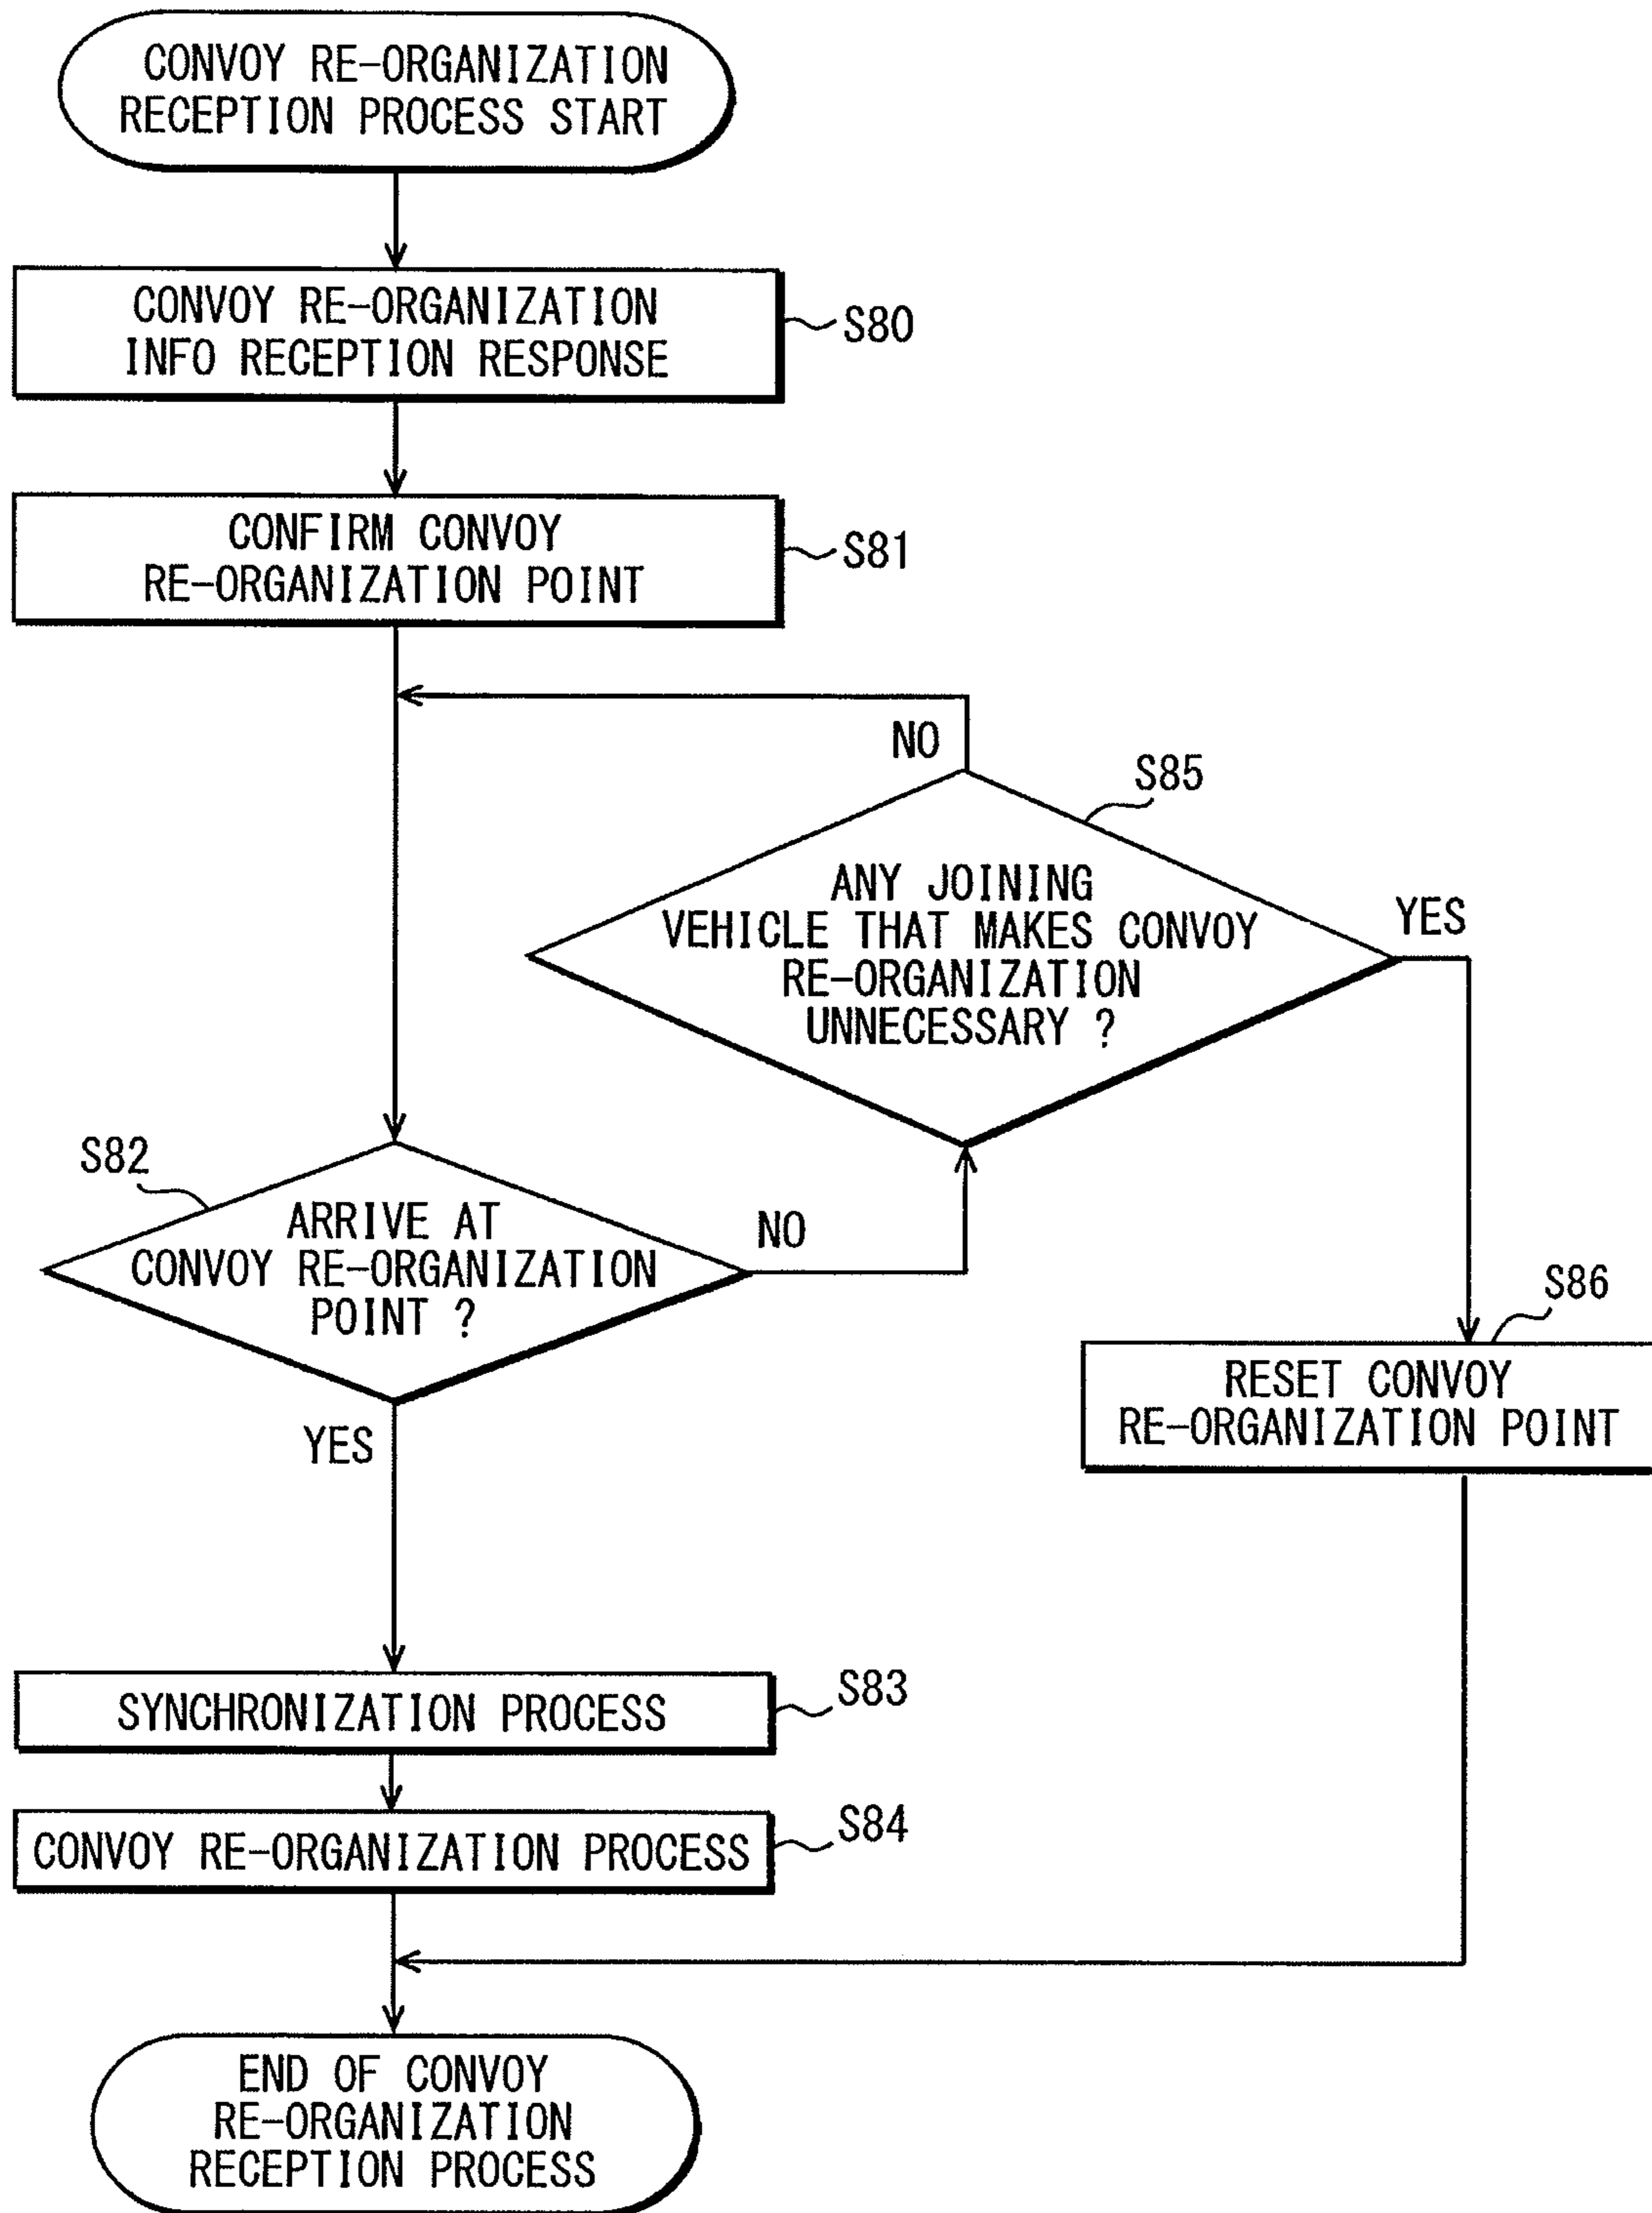 CONVOY RE-ORGANIZATION
RECEPTION PROCESS START
CONVOY RE-ORGANIZATION
INFO RECEPTION RESPONSE
S80
CONFIRM CONVOY
RE-ORGANIZATION POINT
S81
NO
S85
ANY JOINING
VEHICLE THAT MAKES CONVOY
RE-ORGANIZATION
UNNECESSARY ?
YES
S82
ARRIVE AT
CONVOY RE-ORGANIZATION
POINT ?
NO
YES
S86
RESET CONVOY
RE-ORGANIZATION POINT
SYNCHRONIZATION PROCESS
S83
CONVOY RE-ORGANIZATION PROCESS
S84
END OF CONVOY
RE-ORGANIZATION
RECEPTION PROCESS